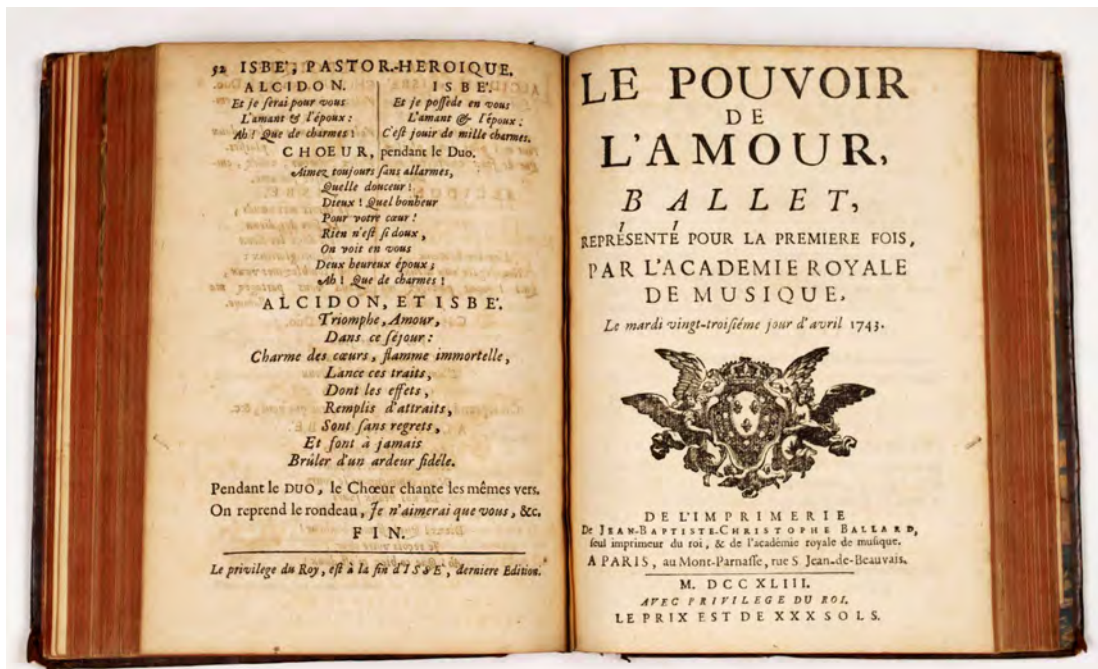 52 ISBE', PASTOR-HEROIQUE.
ALCIDON.
Et je serai pour vous
L'amant & l'époux :
Ah ! Que de charmes !
ISBE'.
Et je possede en vous
L'amant & l'époux ;
C'est jouir de mille charmes.
CHOEUR, pendant le Duo.
Aimez toujours sans allarmes,
Quelle douceur !
Dieux ! Quel bonheur
Pour votre cœur !
Rien n'est si doux,
On vois en vous
Deux heureux époux ;
Ah ! Que de charmes !
ALCIDON, ET ISBE'.
Triomphe, Amour,
Dans ce séjour :
Charme des cœurs, flamme immortelle,
Lance ces traits,
Dont les effets,
Remplis d'attraits,
Sont sans regrets,
Et font à jamais
Brûler d'un ardeur fidéle.
Pendant le DUO, le Chœur chante les mêmes vers.
On reprend le rondeau, Je n'aimerai que vous, &c.
FIN.
Le privilege du Roy, est à la fin d'ISBE, derniere Edition.
LE POUVOIR
DE
L'AMOUR,
BALLET,
REPRÉSENTÉ POUR LA PREMIERE FOIS,
PAR L'ACADEMIE ROYALE
DE MUSIQUE,
Le mardi vingt-troisiéme jour d'avril 1743.
DE L'IMPRIMERIE
De JEAN-BAPTISTE-CHRISTOPHE BALLARD,
seul imprimeur du roi, & de l'académie royale de musique.
A PARIS, au Mont-Parnasse, rue S. Jean-de-Beauvais.
M. DCC XLIII.
AVEC PRIVILEGE DU ROI.
LE PRIX EST DE XXX SOLS.